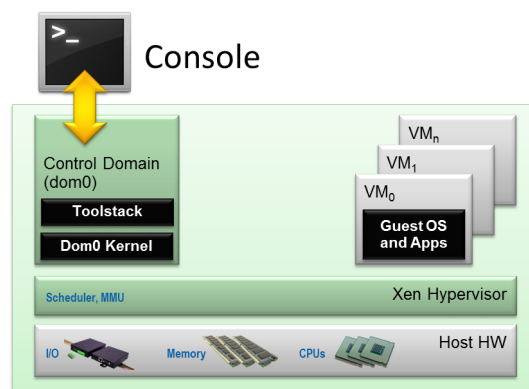 >_
Console
Control Domain
(dom0)
Toolstack
Dom0 Kernel
VMn
VM1
VM0
Guest OS
and Apps
Scheduler, MMU
Xen Hypervisor
I/O
Memory
CPUs
Host HW